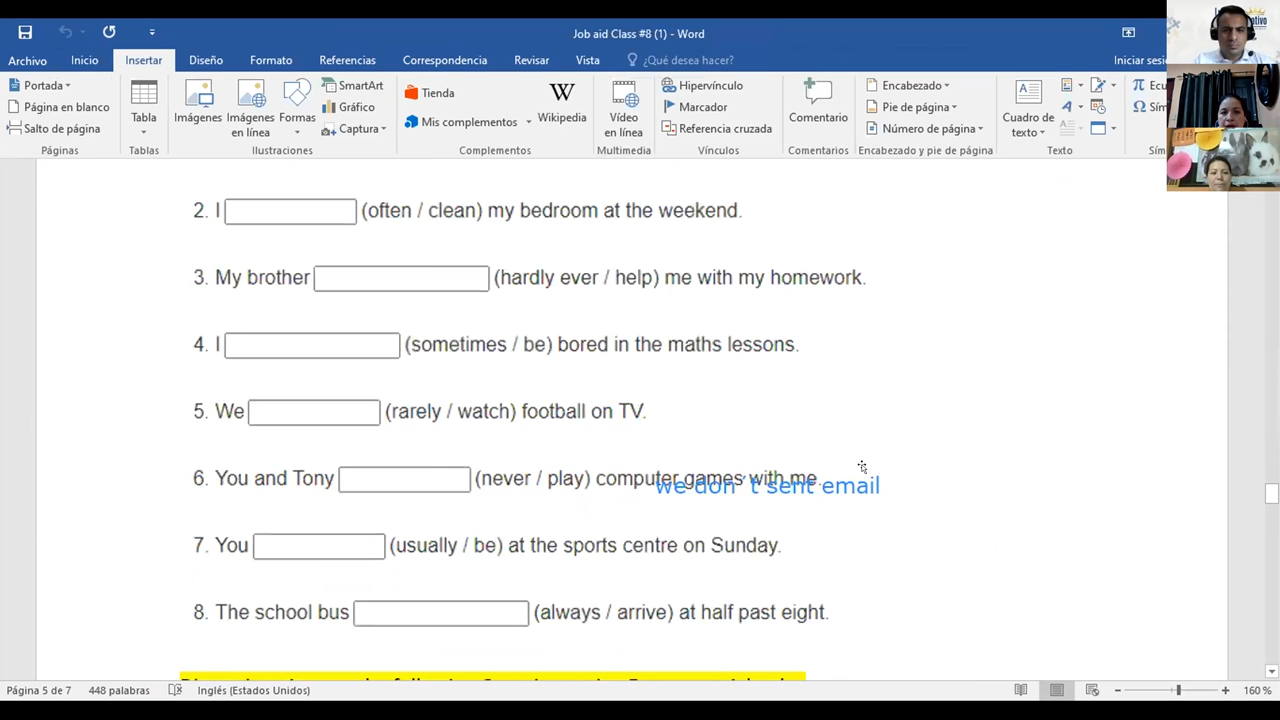 Job aid Class #8 (1) - Word
Archivo Inicio Insertar Diseño Formato Referencias Correspondencia Revisar Vista ¿Qué desea hacer? Iniciar sesi
Portada
Página en blanco
Salto de página
Páginas
Tabla
Tablas
Imágenes
Imágenes en línea
Formas
SmartArt
Gráfico
Captura
Ilustraciones
Tienda
Mis complementos
Wikipedia
Complementos
Vídeo en línea
Multimedia
Hipervínculo
Marcador
Referencia cruzada
Vínculos
Comentario
Comentarios
Encabezado
Pie de página
Número de página
Encabezado y pie de página
Cuadro de texto
Texto
Ecu
Sím
2. I (often / clean) my bedroom at the weekend.
3. My brother (hardly ever / help) me with my homework.
4. I (sometimes / be) bored in the maths lessons.
5. We (rarely / watch) football on TV.
6. You and Tony (never / play) computer games with me.
we don´t sent email
7. You (usually / be) at the sports centre on Sunday.
8. The school bus (always / arrive) at half past eight.
Página 5 de 7 448 palabras Inglés (Estados Unidos) 160 %